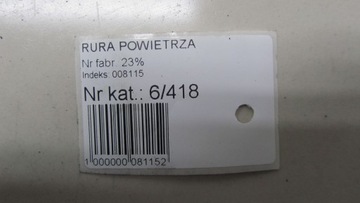 RURA POWIETRZA
Nr fabr. 23%
Indeks: 008115
Nr kat.: 6/418
1 000000 081152